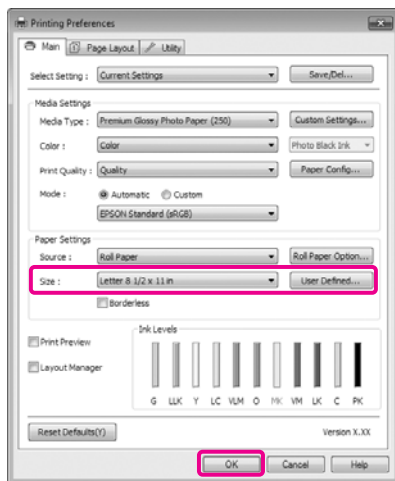 Printing Preferences
Main Page Layout Utility
Select Setting : Current Settings Save/Del...
Media Settings
Media Type : Premium Glossy Photo Paper (250) Custom Settings...
Color : Color Photo Black Ink
Print Quality : Quality Paper Config...
Mode : Automatic Custom
EPSON Standard (sRGB)
Paper Settings
Source : Roll Paper Roll Paper Option...
Size : Letter 8 1/2 x 11 in User Defined...
Borderless
Ink Levels
Print Preview
Layout Manager
G LLK Y LC VLM O MK VM LK C PK
Reset Defaults(Y) Version X.XX
OK Cancel Help